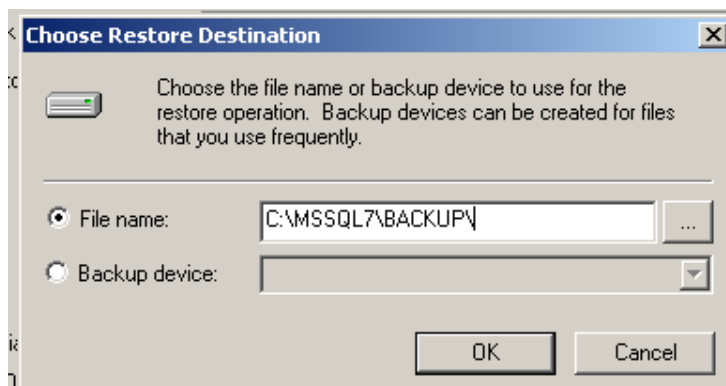 Choose Restore Destination
Choose the file name or backup device to use for the
restore operation. Backup devices can be created for files
that you use frequently.
File name:
C:\MSSQL7\BACKUP\
...
Backup device:
OK
Cancel